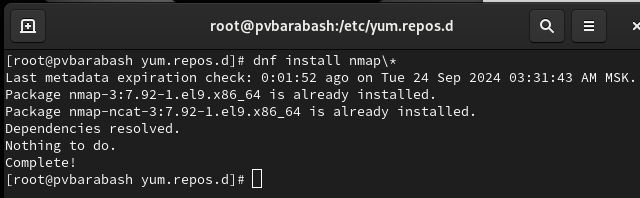 root@pvbarabash:/etc/yum.repos.d
[root@pvbarabash yum.repos.d]# dnf install nmap\*
Last metadata expiration check: 0:01:52 ago on Tue 24 Sep 2024 03:31:43 AM MSK.
Package nmap-3:7.92-1.el9.x86_64 is already installed.
Package nmap-ncat-3:7.92-1.el9.x86_64 is already installed.
Dependencies resolved.
Nothing to do.
Complete!
[root@pvbarabash yum.repos.d]#